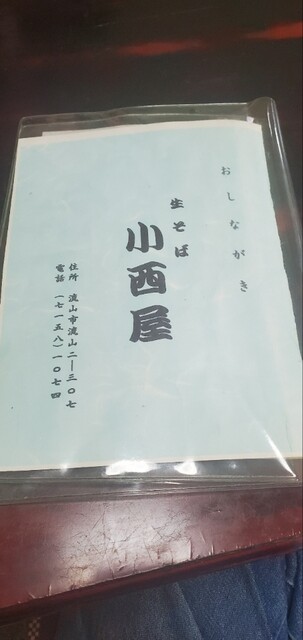 おしながき
生そば
小西屋
住所 流山市流山二―三〇七
電話 (七一五八)一〇七四